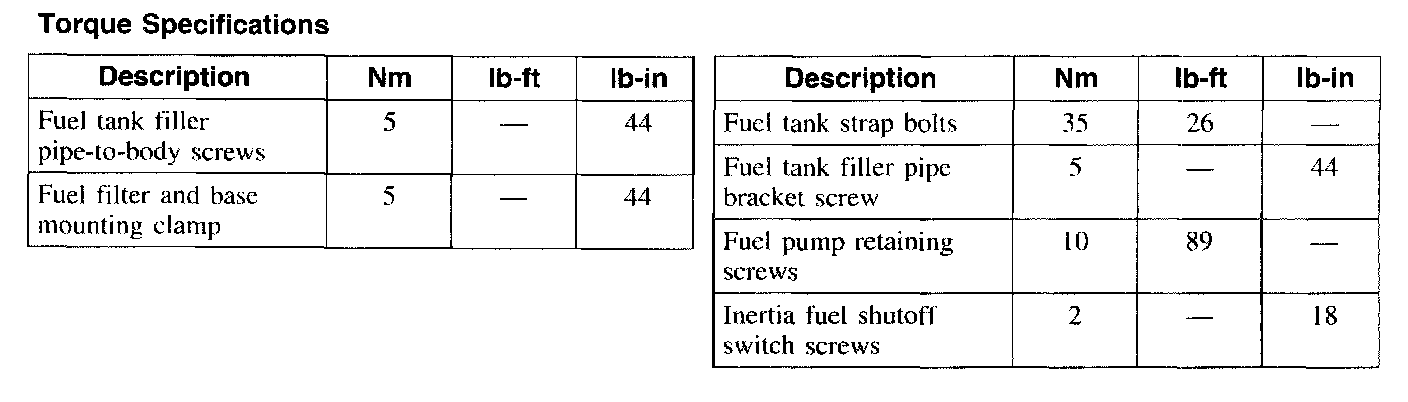 Torque Specifications
Description Nm lb-ft lb-in
Fuel tank filler 5 — 44
pipe-to-body screws
Fuel filter and base 5 — 44
mounting clamp
Description Nm lb-ft lb-in
Fuel tank strap bolts 35 26 —
Fuel tank filler pipe 5 — 44
bracket screw
Fuel pump retaining 10 89 —
screws
Inertia fuel shutoff 2 — 18
switch screws